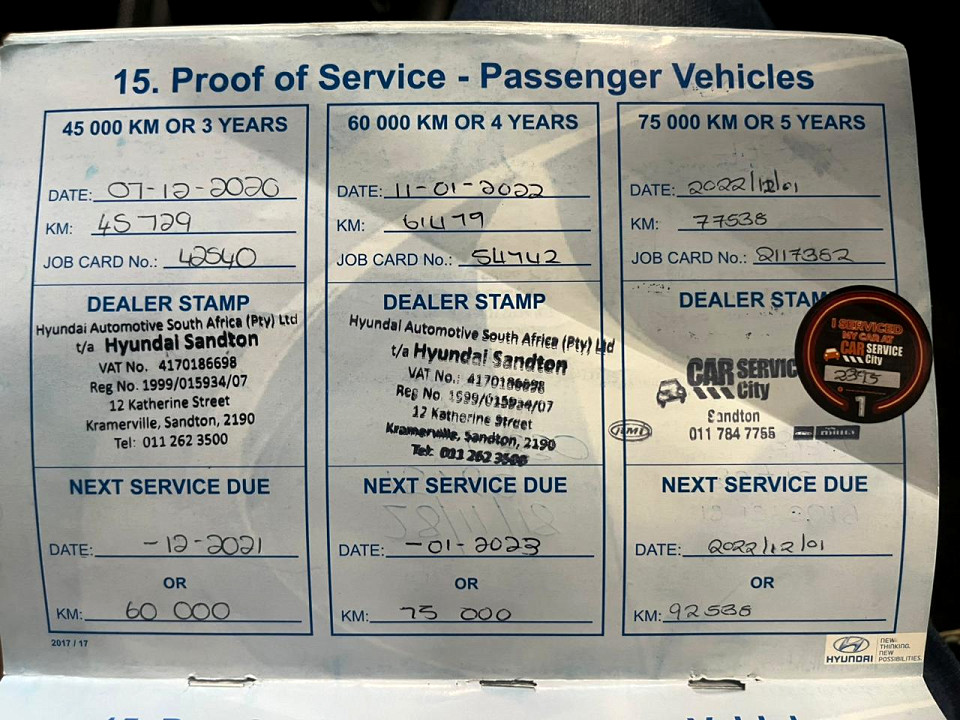 15. Proof of Service - Passenger Vehicles
45 000 KM OR 3 YEARS
DATE: 07-12-2020
KM: 45 729
JOB CARD No.: 42540
DEALER STAMP
Hyundai Automotive South Africa (Pty) Ltd
t/a Hyundai Sandton
VAT No. 4170186698
Reg No. 1999/015934/07
12 Katherine Street
Kramerville, Sandton, 2190
Tel: 011 262 3500
NEXT SERVICE DUE
DATE: -12-2021
OR
KM: 60 000
2017 / 17
60 000 KM OR 4 YEARS
DATE: 11-01-2022
KM: 61479
JOB CARD No.: 54742
DEALER STAMP
Hyundai Automotive South Africa (Pty) Ltd
t/a Hyundai Sandton
VAT No.: 4170186698
Reg No. 1999/015934/07
12 Katherine Street
Kramerville, Sandton, 2190
Tel: 011 262 3500
NEXT SERVICE DUE
DATE: -01-2023
OR
KM: 75 000
75 000 KM OR 5 YEARS
DATE: 2022/12/01
KM: 77538
JOB CARD No.: 2117362
DEALER STAM
CAR SERVIC
City
Sandton
011 784 7755
RMI
I SERVICED
MY CAR AT
CAR SERVICE
City
1
NEXT SERVICE DUE
DATE: 2022/12/01
OR
KM: 92538
HYUNDAI
NEW
THINKING.
NEW
POSSIBILITIES.